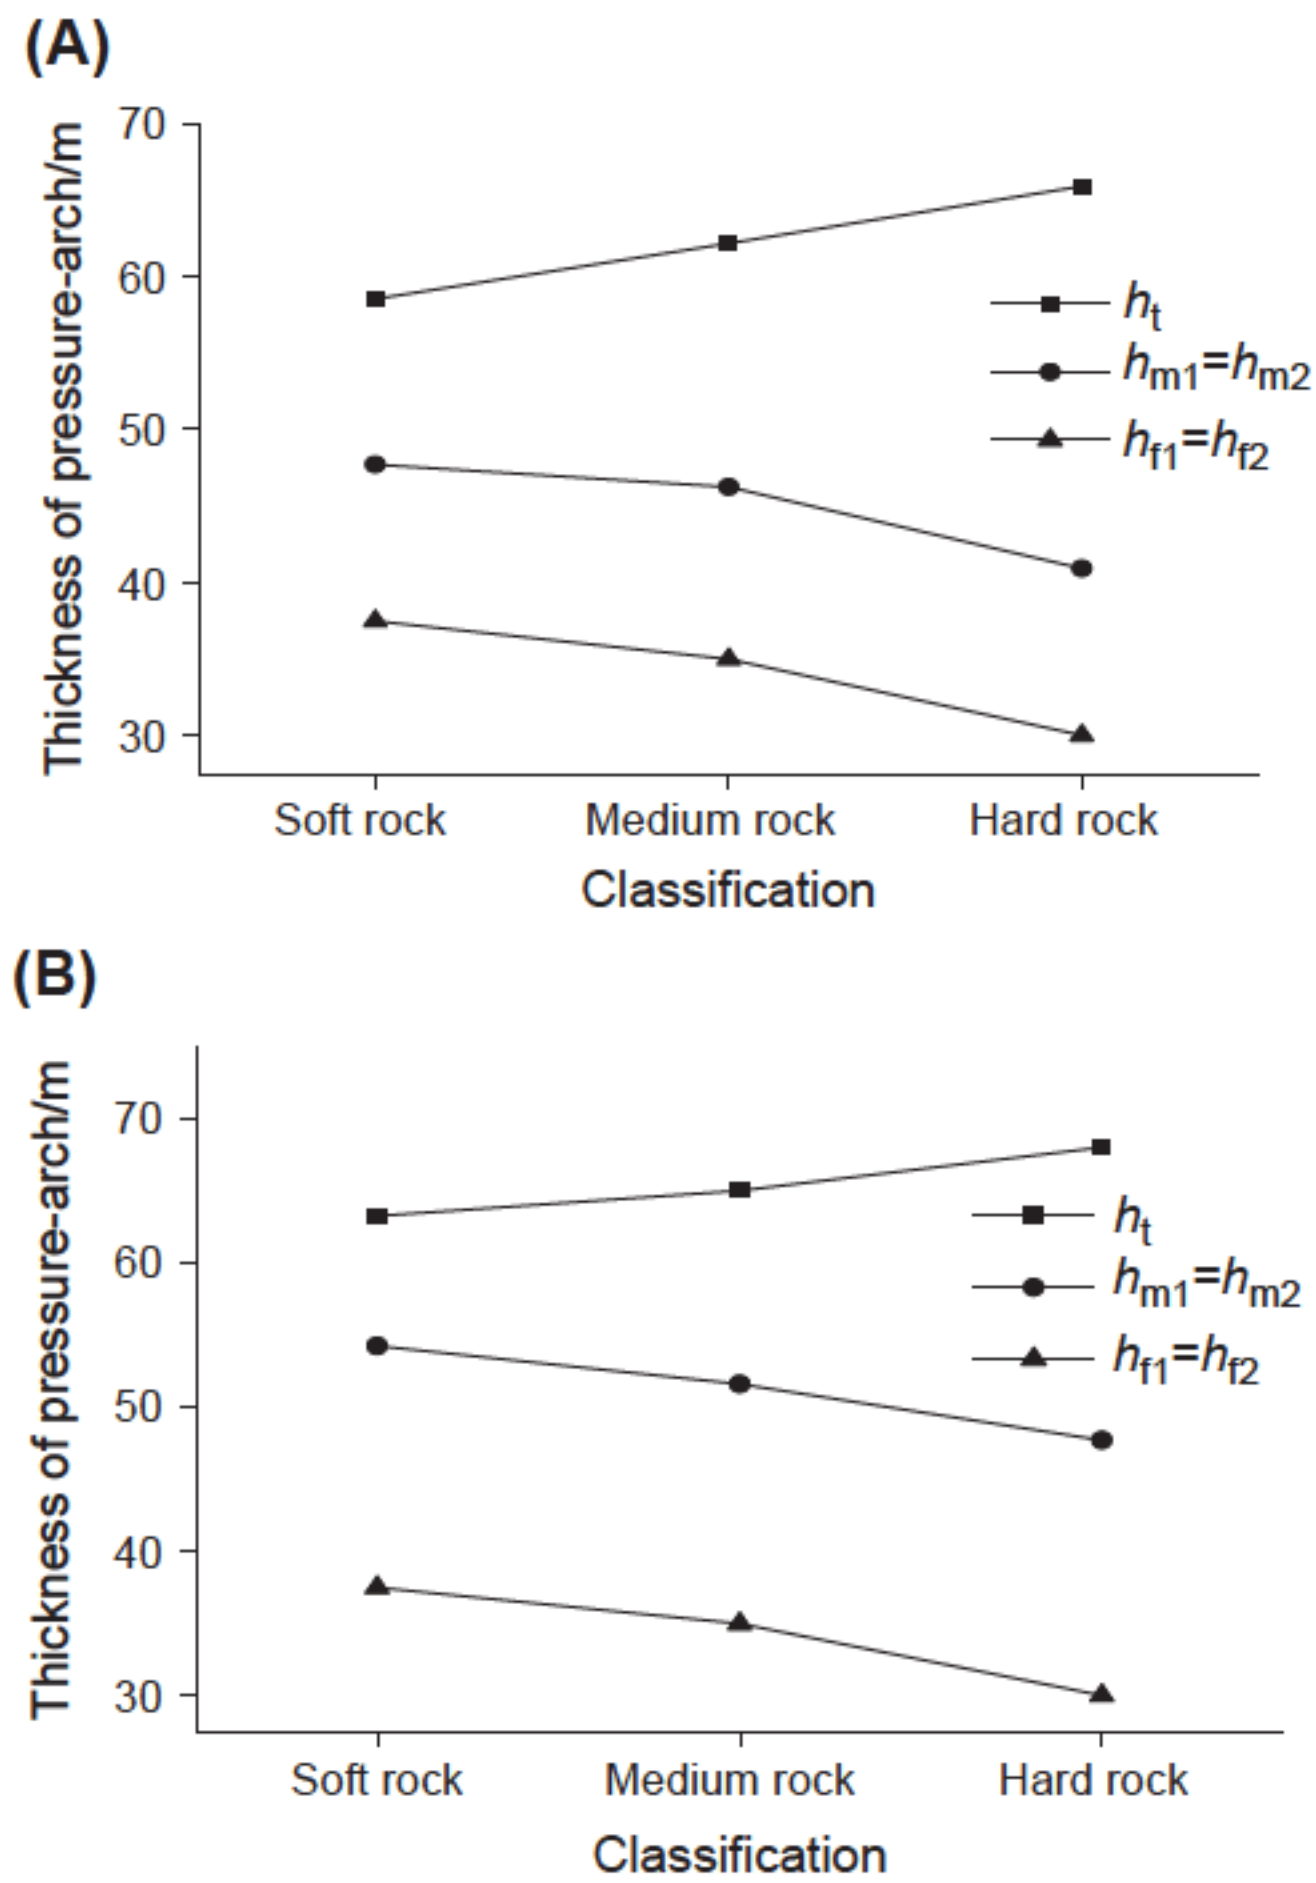 (A)
Thickness of pressure-arch/m
70
60
50
40
30
ht
hm1=hm2
hf1=hf2
Soft rock Medium rock Hard rock
Classification
(B)
Thickness of pressure-arch/m
70
60
50
40
30
ht
hm1=hm2
hf1=hf2
Soft rock Medium rock Hard rock
Classification